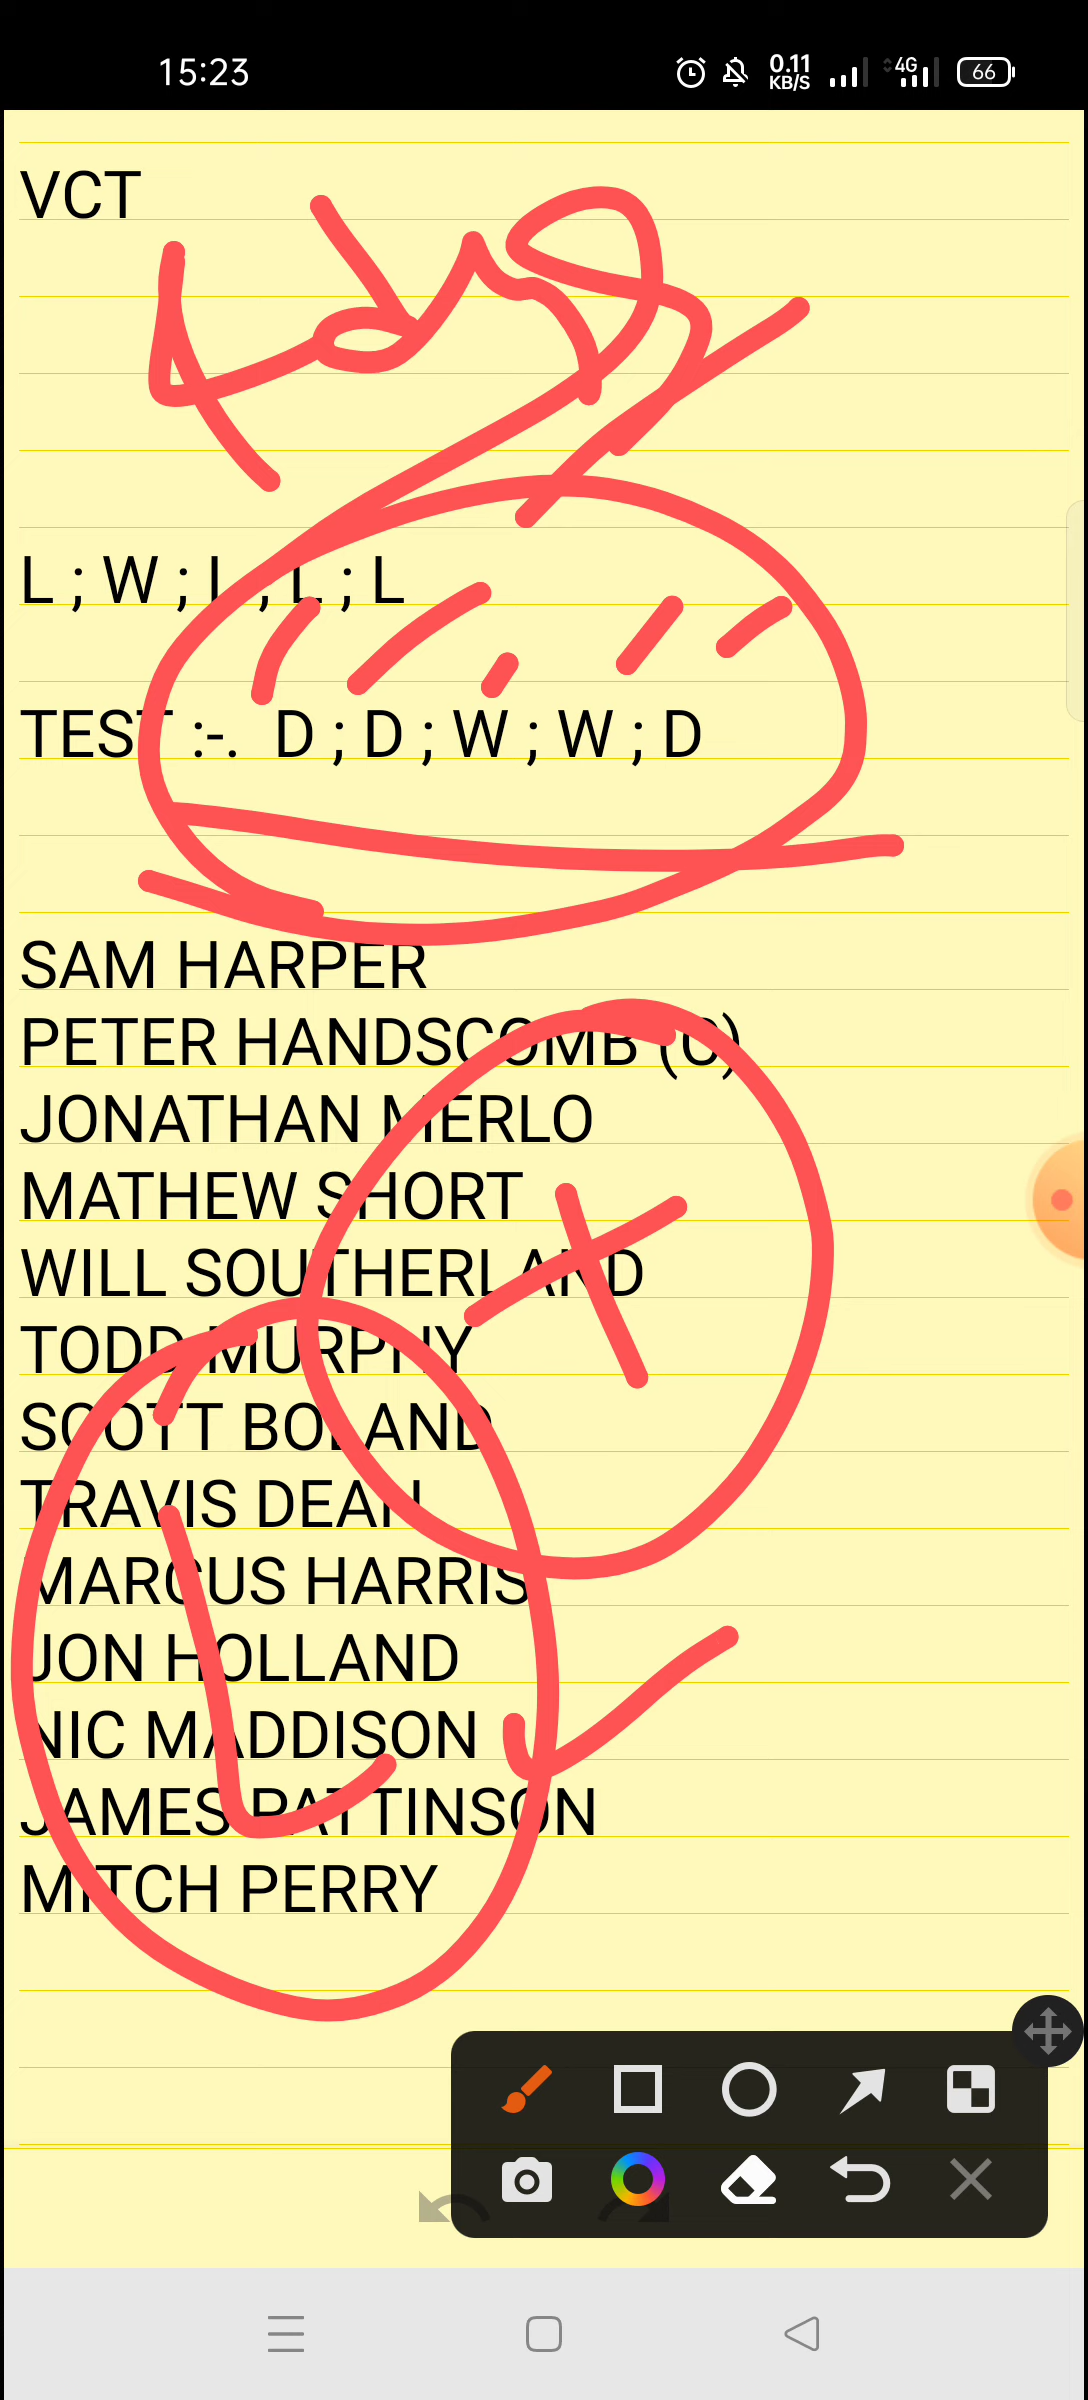 15:23 0.11 KB/S 4G 66
VCT
L ; W ; L ; L ; L
TEST :-. D ; D ; W ; W ; D
SAM HARPER
PETER HANDSCOMB (C)
JONATHAN MERLO
MATHEW SHORT
WILL SOUTHERLAND
TODD MURPHY
SCOTT BOLAND
TRAVIS DEAN
MARCUS HARRIS
JON HOLLAND
NIC MADDISON
JAMES PATTINSON
MITCH PERRY